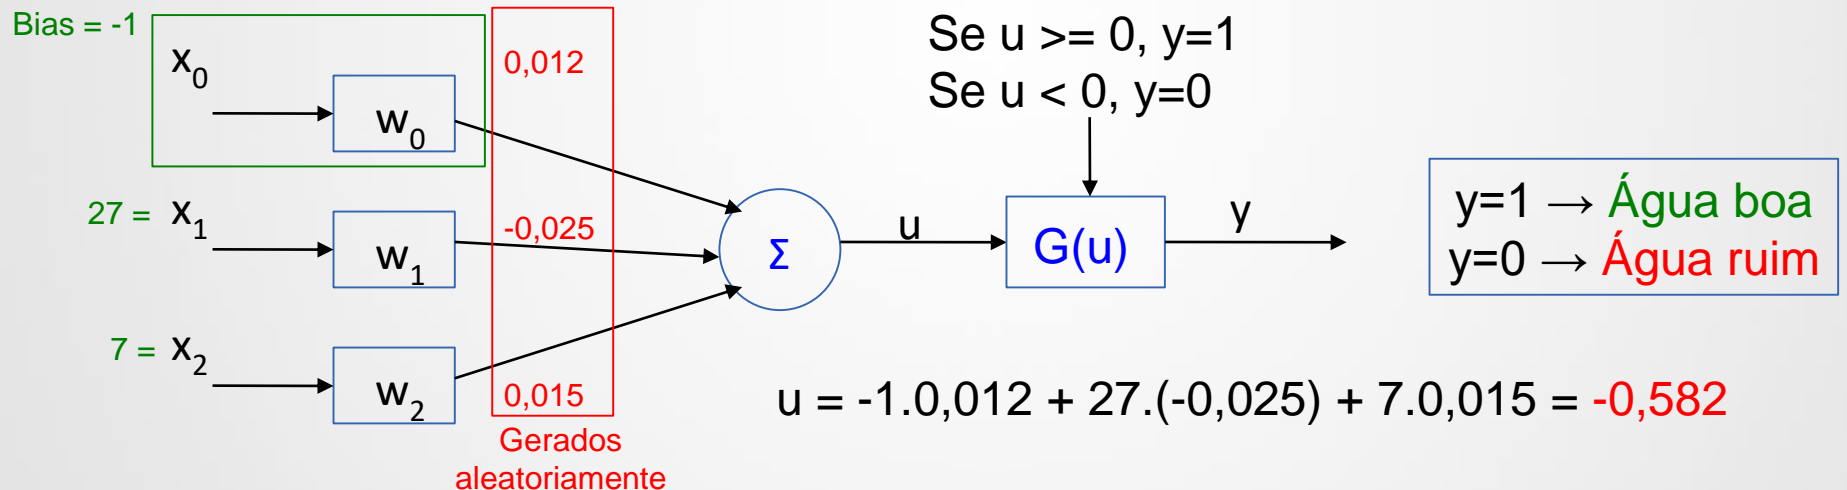 Bias = -1
x0
w0
0,012
27 = x1
w1
-0,025
7 = x2
w2
0,015
Gerados
aleatoriamente
Σ
u
Se u >= 0, y=1
Se u < 0, y=0
G(u)
y
y=1 → Água boa
y=0 → Água ruim
u = -1.0,012 + 27.(-0,025) + 7.0,015 = -0,582